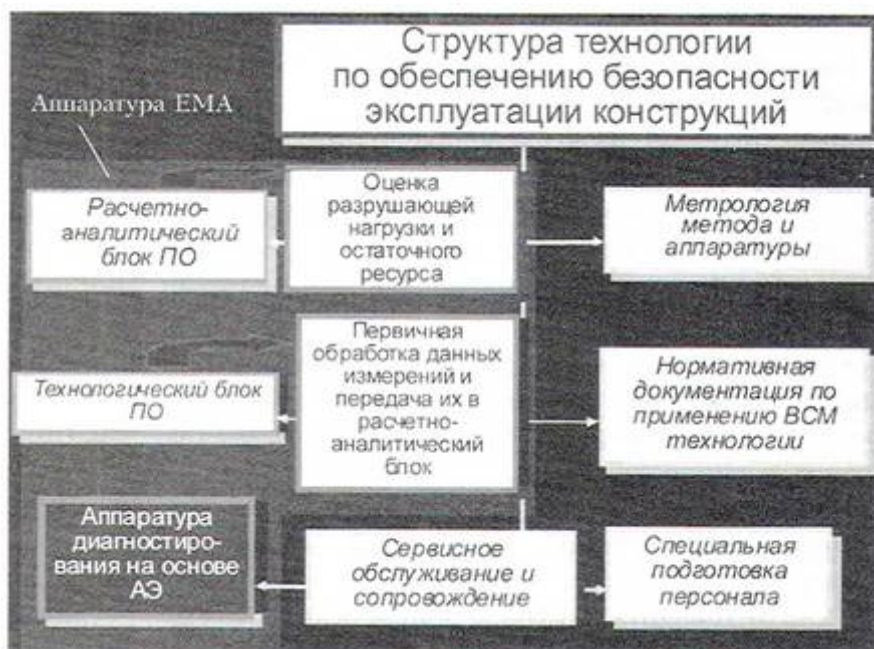 Структура технологии
по обеспечению безопасности
эксплуатации конструкций
Аппаратура ЕМА
Расчетно-
аналитический
блок ПО
Оценка
разрушающей
нагрузки и
остаточного
ресурса
Метрология
метода и
аппаратуры
Технологический блок
ПО
Первичная
обработка данных
измерений и
передача их в
расчетно-
аналитический
блок
Нормативная
документация по
применению ВСМ
технологии
Аппаратура
диагностиро-
вания на основе
АЭ
Сервисное
обслуживание и
сопровождение
Специальная
подготовка
персонала